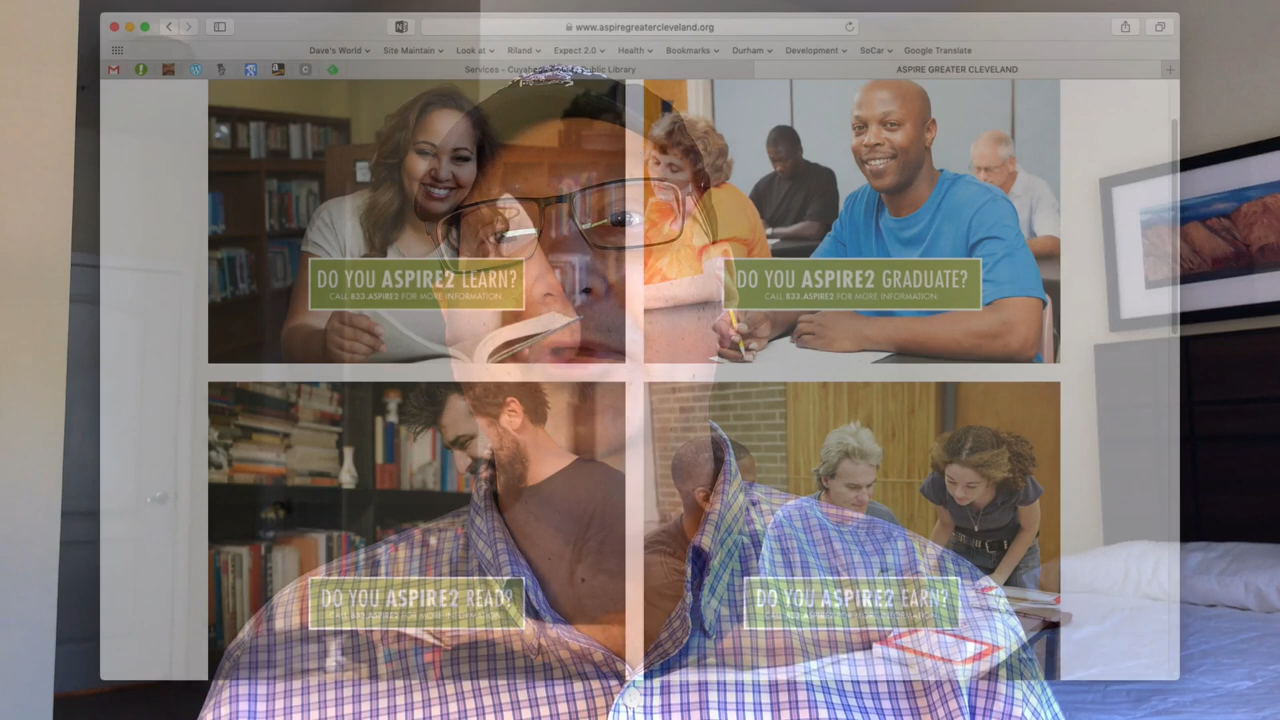 www.aspiregreatercleveland.org
Dave's World Site Maintain Look at Riland Expect 2.0 Health Bookmarks Durham Development SoCar Google Translate
Services - Cuyahoga County Public Library ASPIRE GREATER CLEVELAND
DO YOU ASPIRE2 LEARN?
CALL 833.ASPIRE2 FOR MORE INFORMATION.
DO YOU ASPIRE2 GRADUATE?
CALL 833.ASPIRE2 FOR MORE INFORMATION.
DO YOU ASPIRE2 READ?
DO YOU ASPIRE2 EARN?